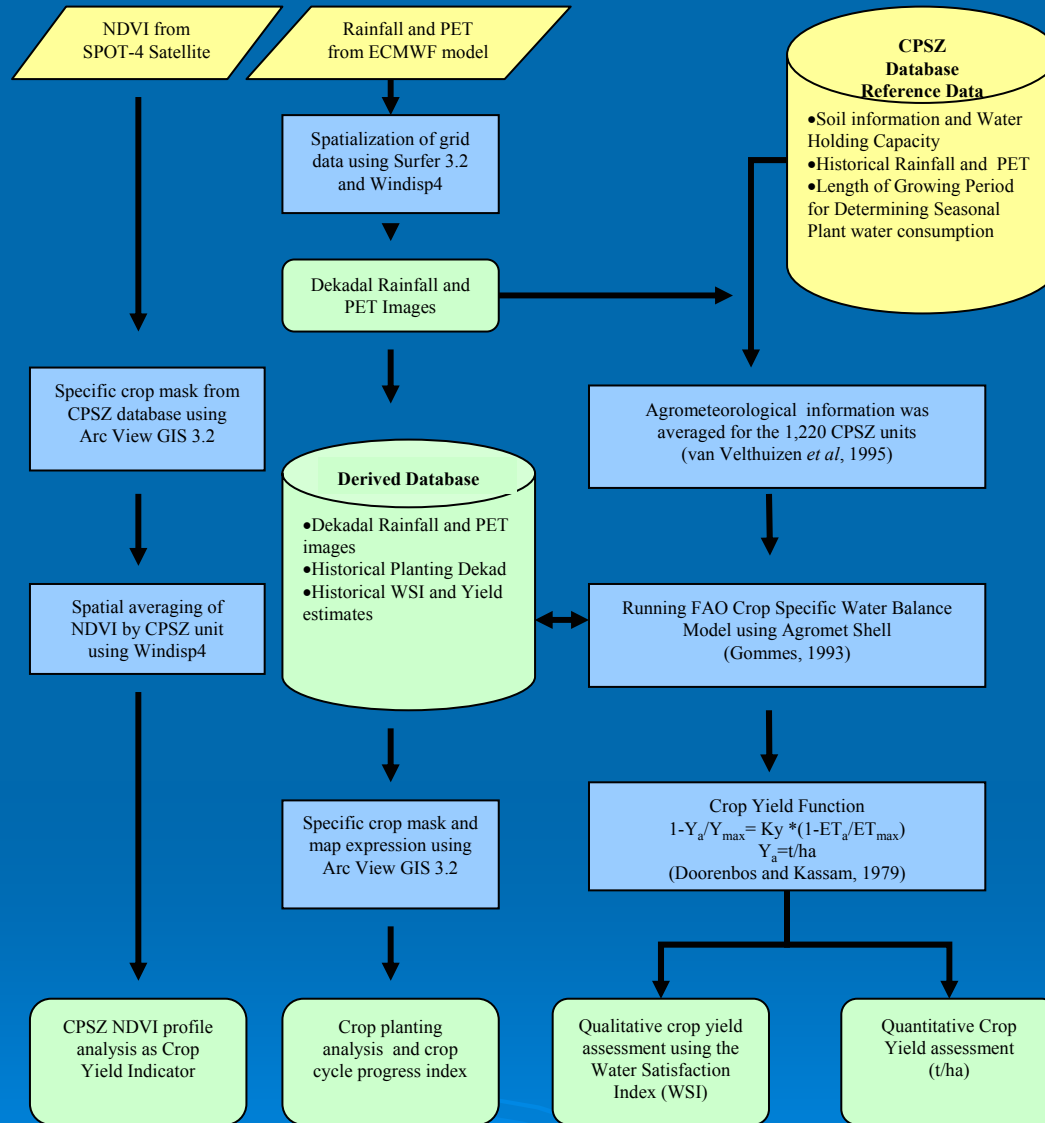 NDVI from
SPOT-4 Satellite
Rainfall and PET
from ECMWF model
CPSZ
Database
Reference Data
•Soil information and Water
Holding Capacity
•Historical Rainfall and PET
•Length of Growing Period
for Determining Seasonal
Plant water consumption
Spatialization of grid
data using Surfer 3.2
and Windisp4
Dekadal Rainfall and
PET Images
Specific crop mask from
CPSZ database using
Arc View GIS 3.2
Agrometeorological information was
averaged for the 1,220 CPSZ units
(van Velthuizen et al, 1995)
Derived Database
•Dekadal Rainfall and PET
images
•Historical Planting Dekad
•Historical WSI and Yield
estimates
Spatial averaging of
NDVI by CPSZ unit
using Windisp4
Running FAO Crop Specific Water Balance
Model using Agromet Shell
(Gommes, 1993)
Specific crop mask and
map expression using
Arc View GIS 3.2
Crop Yield Function
1-Ya/Ymax= Ky *(1-ETa/ETmax)
Ya=t/ha
(Doorenbos and Kassam, 1979)
CPSZ NDVI profile
analysis as Crop
Yield Indicator
Crop planting
analysis and crop
cycle progress index
Qualitative crop yield
assessment using the
Water Satisfaction
Index (WSI)
Quantitative Crop
Yield assessment
(t/ha)